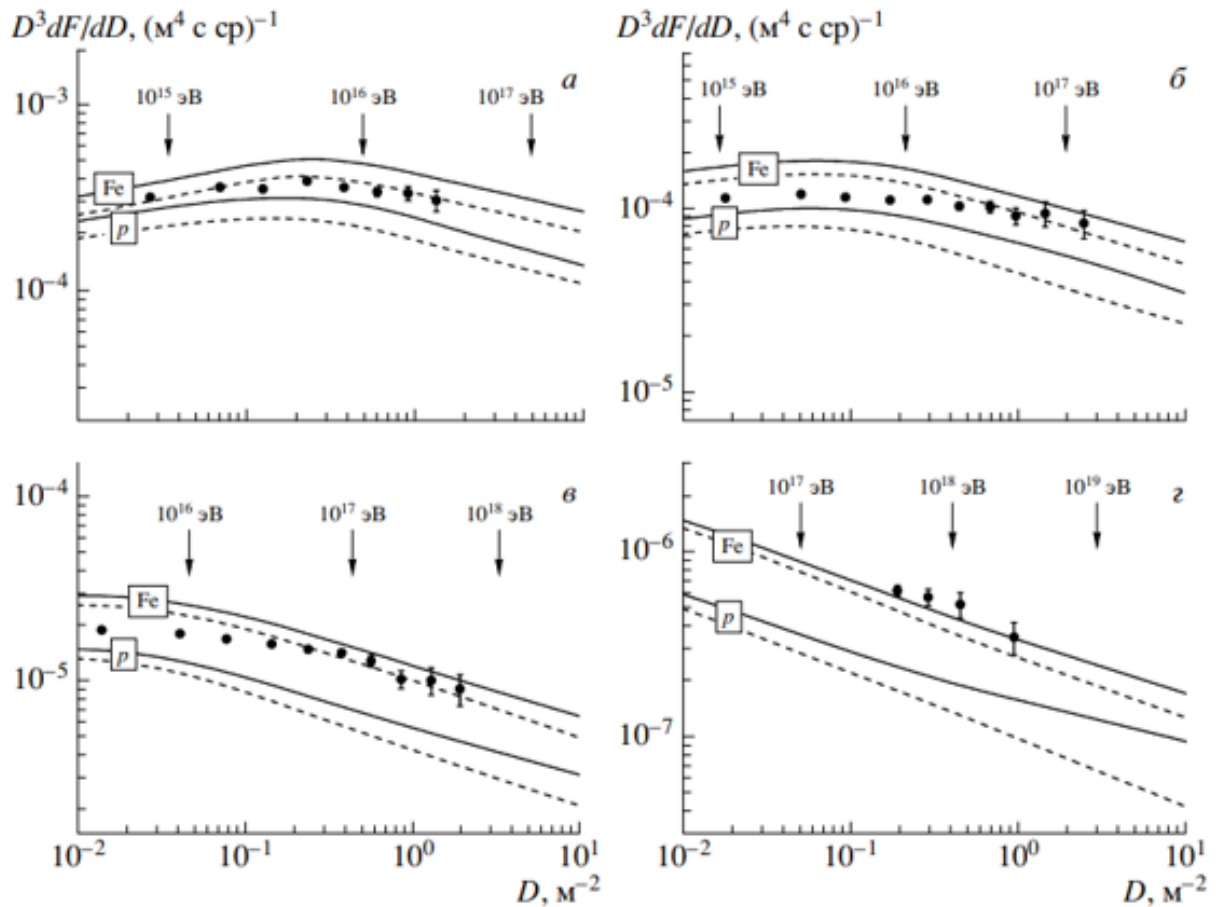 D³dF/dD, (м⁴ с ср)⁻¹
10⁻³
10⁻⁴
10¹⁵ эВ
10¹⁶ эВ
10¹⁷ эВ
а
Fe
p
D³dF/dD, (м⁴ с ср)⁻¹
10⁻⁴
10⁻⁵
10¹⁵ эВ
10¹⁶ эВ
10¹⁷ эВ
б
Fe
p
10⁻⁴
10⁻⁵
10¹⁶ эВ
10¹⁷ эВ
10¹⁸ эВ
в
Fe
p
10⁻² 10⁻¹ 10⁰ 10¹
D, м⁻²
10⁻⁶
10⁻⁷
10¹⁷ эВ
10¹⁸ эВ
10¹⁹ эВ
г
Fe
p
10⁻² 10⁻¹ 10⁰ 10¹
D, м⁻²